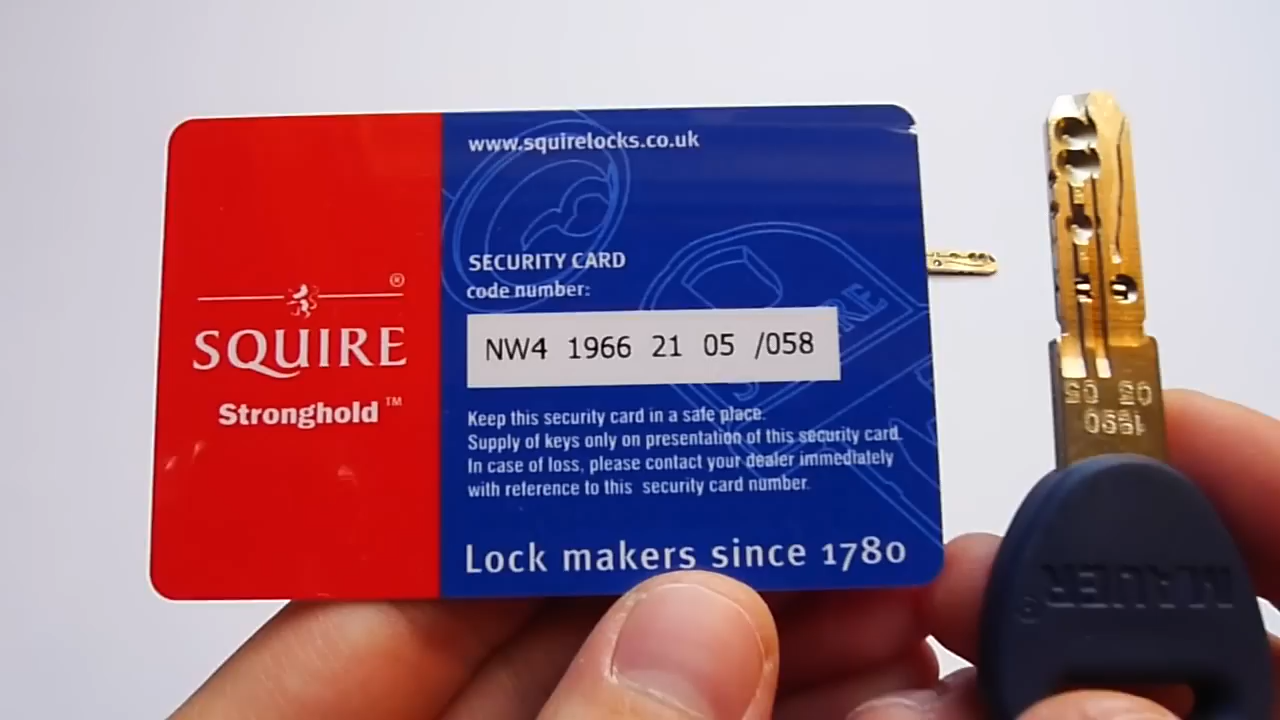 www.squirelocks.co.uk
SECURITY CARD
code number:
NW4 1966 21 05 /058
®
SQUIRE
Stronghold™
Keep this security card in a safe place.
Supply of keys only on presentation of this security card.
In case of loss, please contact your dealer immediately
with reference to this security card number.
Lock makers since 1780
MAUER®